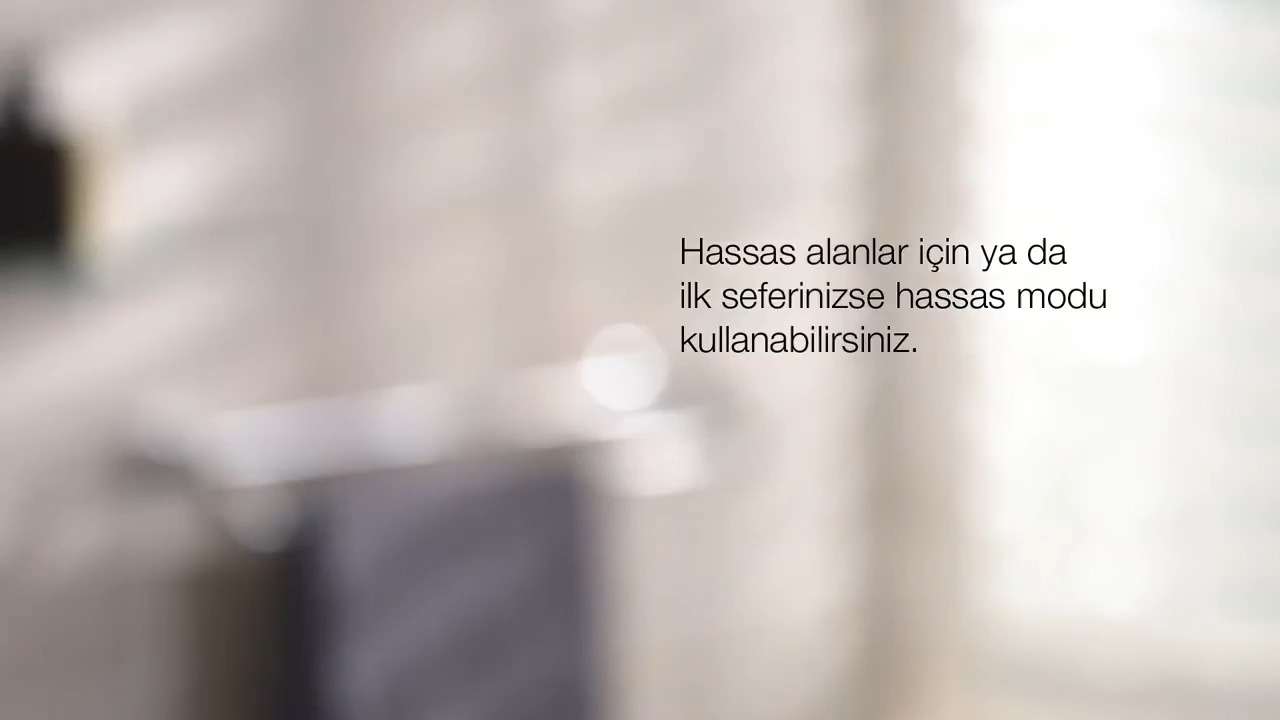 Hassas alanlar için ya da
ilk seferinizse hassas modu
kullanabilirsiniz.